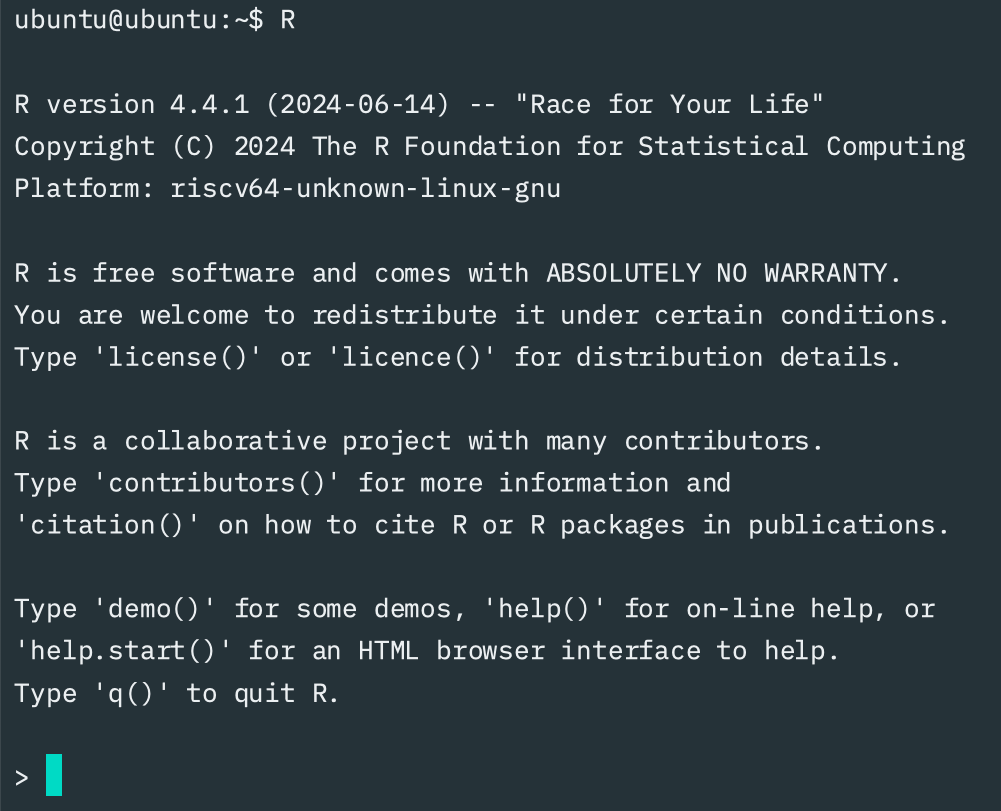 ubuntu@ubuntu:~$ R
R version 4.4.1 (2024-06-14) -- "Race for Your Life"
Copyright (C) 2024 The R Foundation for Statistical Computing
Platform: riscv64-unknown-linux-gnu
R is free software and comes with ABSOLUTELY NO WARRANTY.
You are welcome to redistribute it under certain conditions.
Type 'license()' or 'licence()' for distribution details.
R is a collaborative project with many contributors.
Type 'contributors()' for more information and
'citation()' on how to cite R or R packages in publications.
Type 'demo()' for some demos, 'help()' for on-line help, or
'help.start()' for an HTML browser interface to help.
Type 'q()' to quit R.
>